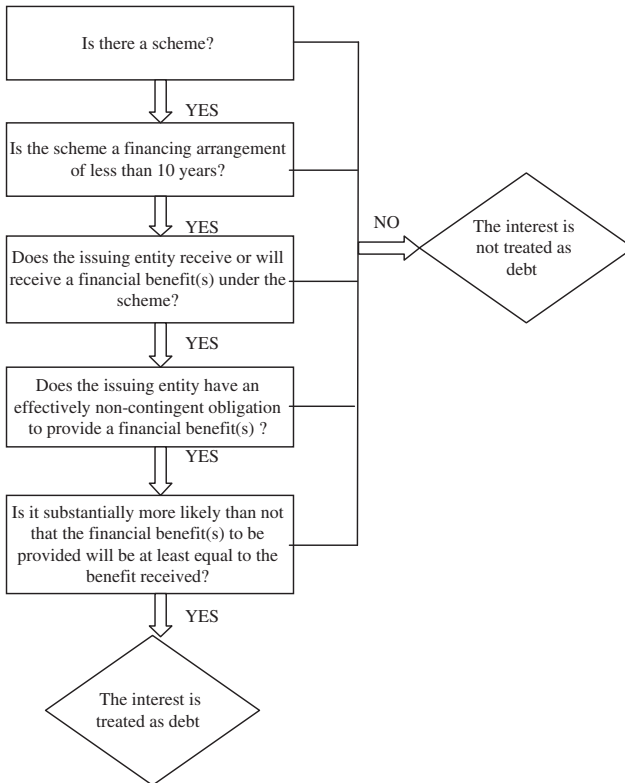 Is there a scheme?
YES
Is the scheme a financing arrangement
of less than 10 years?
YES
Does the issuing entity receive or will
receive a financial benefit(s) under the
scheme?
YES
Does the issuing entity have an
effectively non-contingent obligation
to provide a financial benefit(s) ?
YES
Is it substantially more likely than not
that the financial benefit(s) to be
provided will be at least equal to the
benefit received?
YES
The interest is
treated as debt
NO
The interest is
not treated as
debt